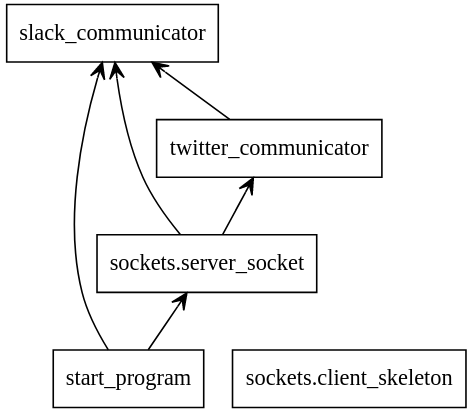 slack_communicator
twitter_communicator
sockets.server_socket
start_program
sockets.client_skeleton